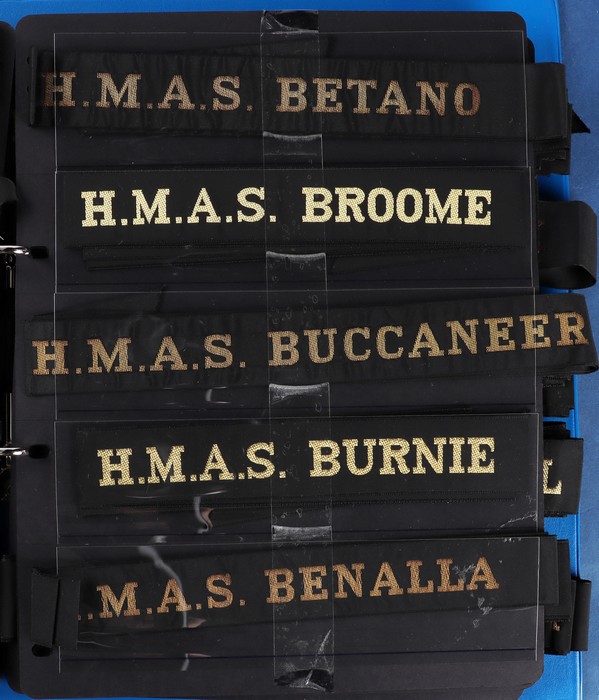 H.M.A.S. BETANO
H.M.A.S. BROOME
H.M.A.S. BUCCANEER
H.M.A.S. BURNIE
L
.M.A.S. BENALLA